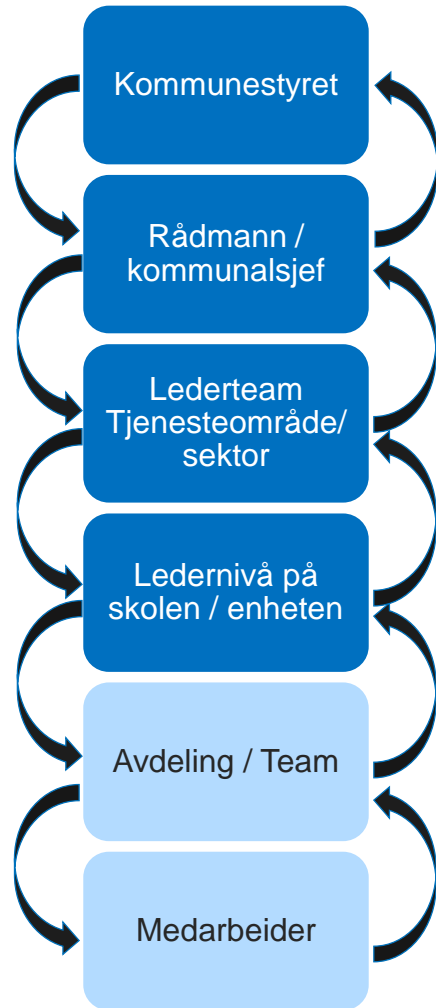 Kommunestyret
Rådmann /
kommunalsjef
Lederteam
Tjenesteområde/
sektor
Ledernivå på
skolen / enheten
Avdeling / Team
Medarbeider